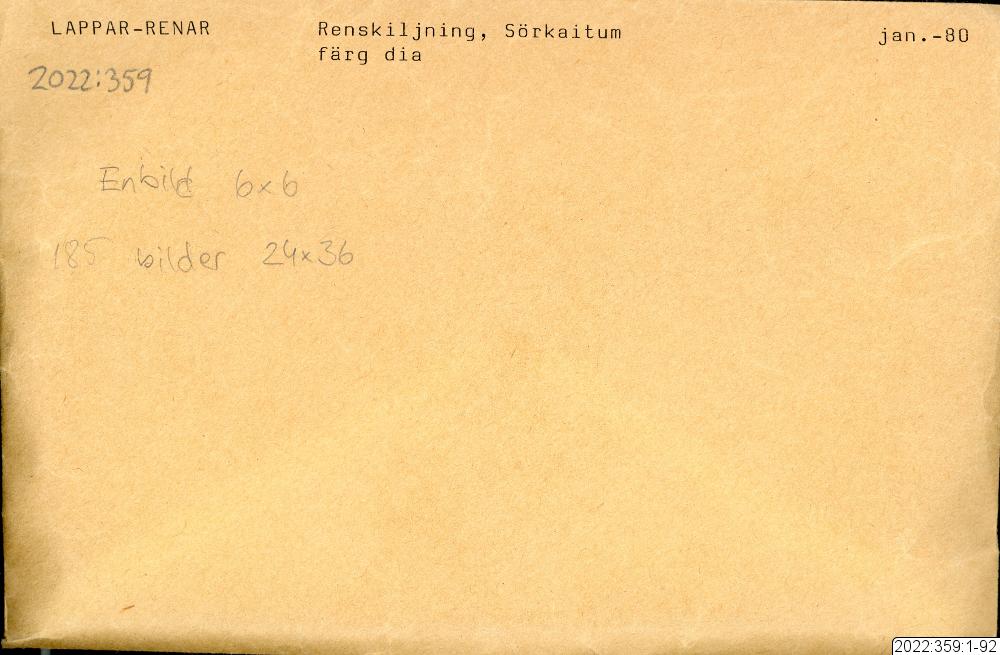 LAPPAR-RENAR
Renskiljning, Sörkaitum
färg dia
jan.-80
2022:359
Enbild 6x6
185 bilder 24x36
2022:359:1-92